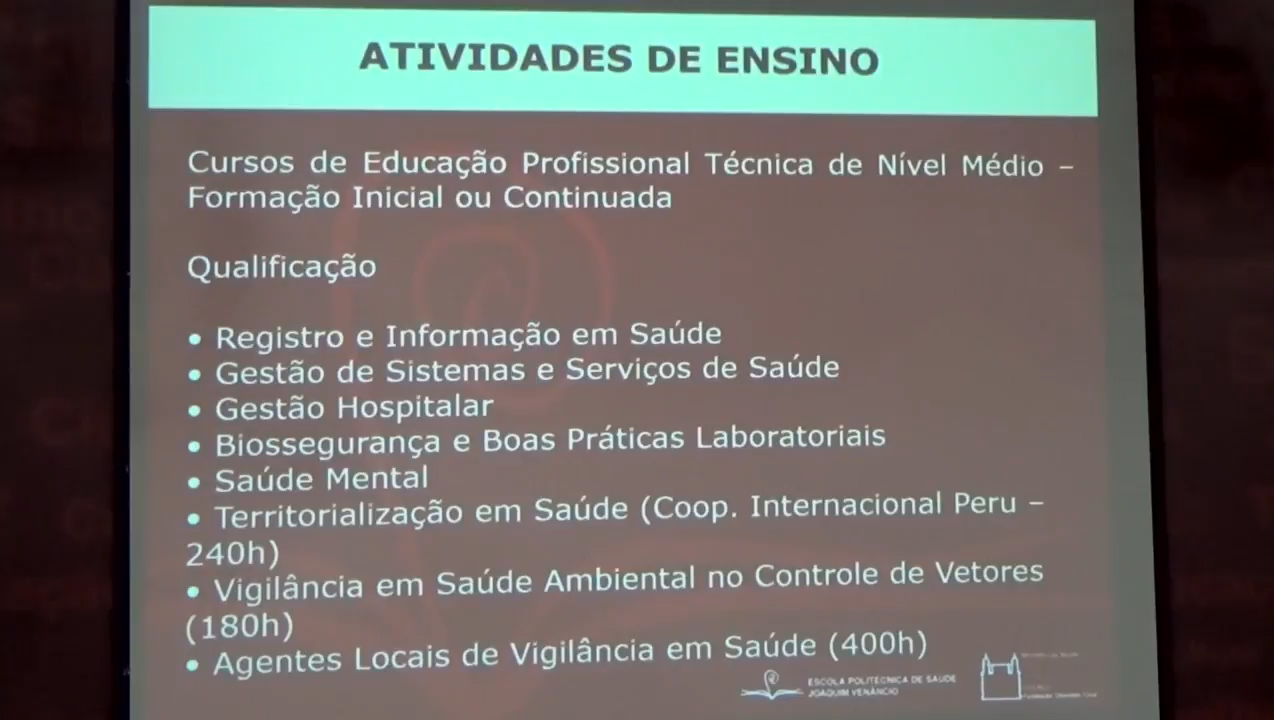 ATIVIDADES DE ENSINO
Cursos de Educação Profissional Técnica de Nível Médio –
Formação Inicial ou Continuada
Qualificação
• Registro e Informação em Saúde
• Gestão de Sistemas e Serviços de Saúde
• Gestão Hospitalar
• Biossegurança e Boas Práticas Laboratoriais
• Saúde Mental
• Territorialização em Saúde (Coop. Internacional Peru –
240h)
• Vigilância em Saúde Ambiental no Controle de Vetores
(180h)
• Agentes Locais de Vigilância em Saúde (400h)
ESCOLA POLITÉCNICA DE SAÚDE
JOAQUIM VENÂNCIO